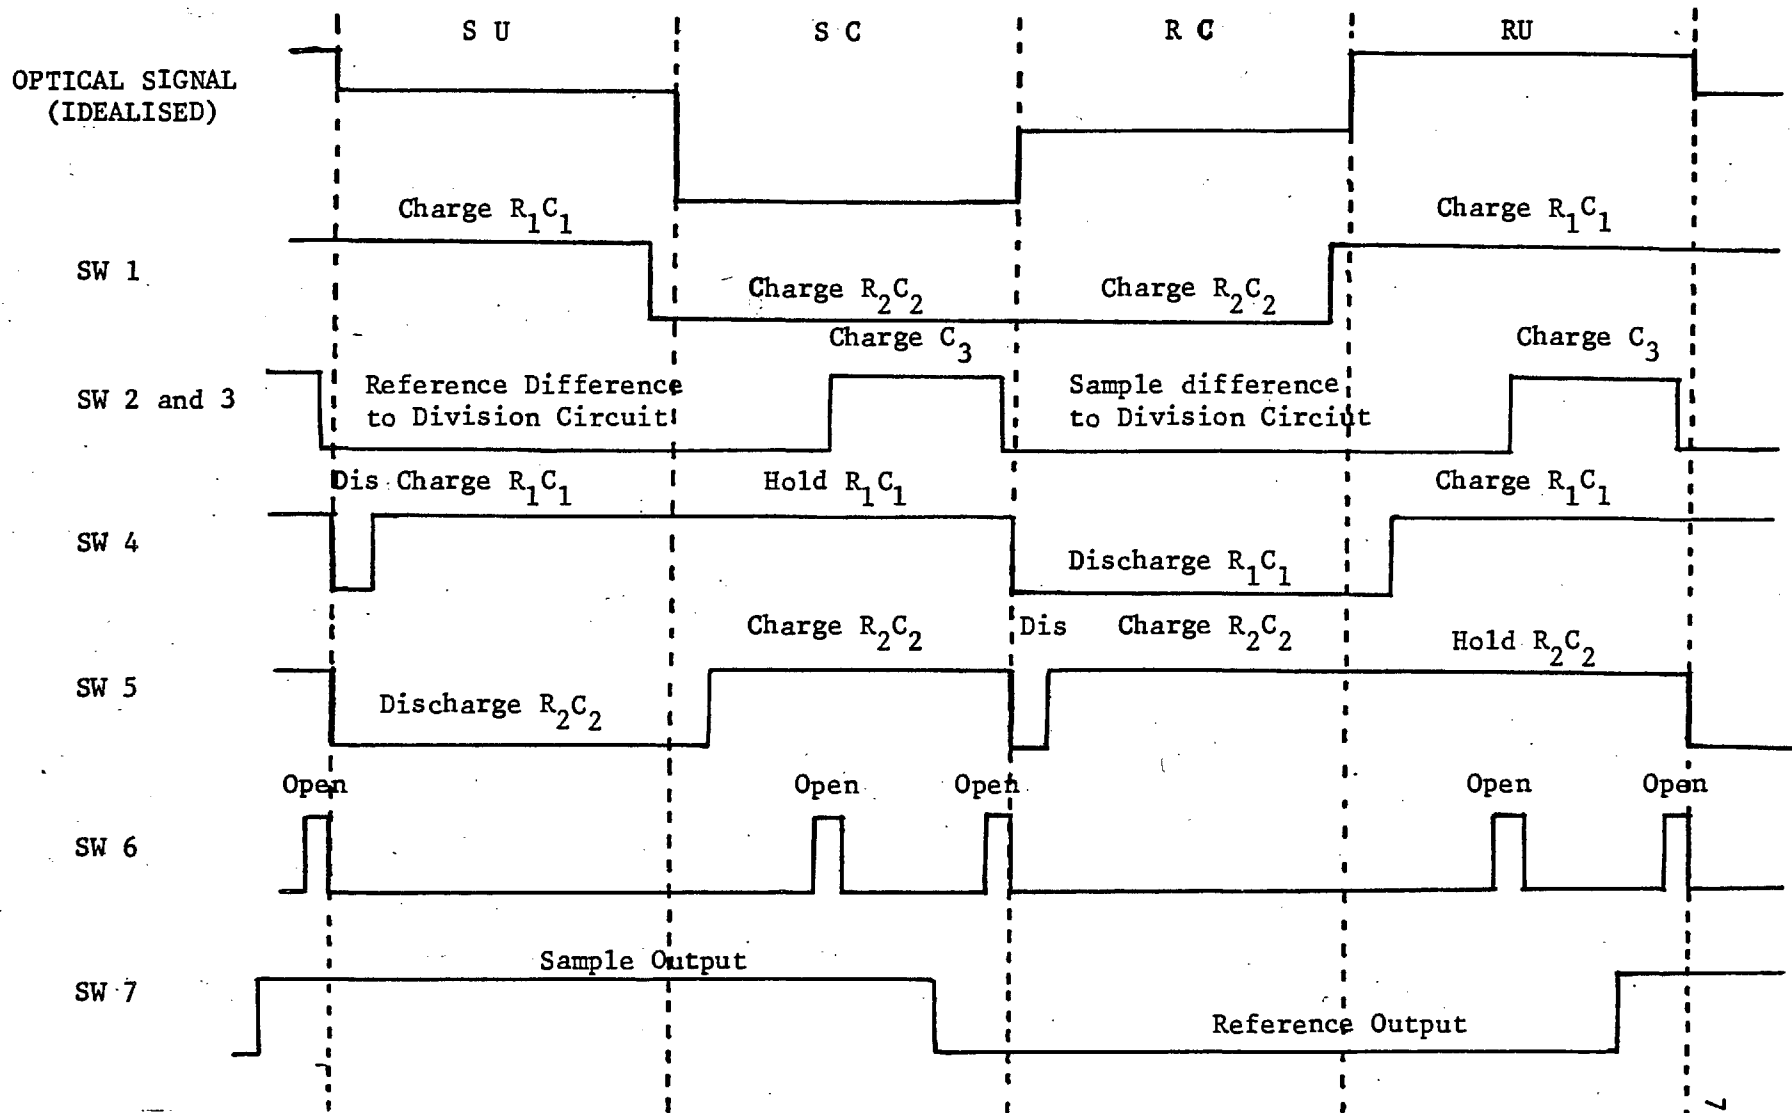 S U S C R C RU
OPTICAL SIGNAL
(IDEALISED)
Charge R1C1 Charge R1C1
SW 1
Charge R2C2 Charge R2C2
Charge C3 Charge C3
SW 2 and 3
Reference Difference
to Division Circuit
Sample difference
to Division Circiut
Dis Charge R1C1 Hold R1C1 Charge R1C1
SW 4
Discharge R1C1
Charge R2C2 Dis Charge R2C2 Hold R2C2
SW 5
Discharge R2C2
Open Open Open Open Open
SW 6
Sample Output
SW 7
Reference Output
7